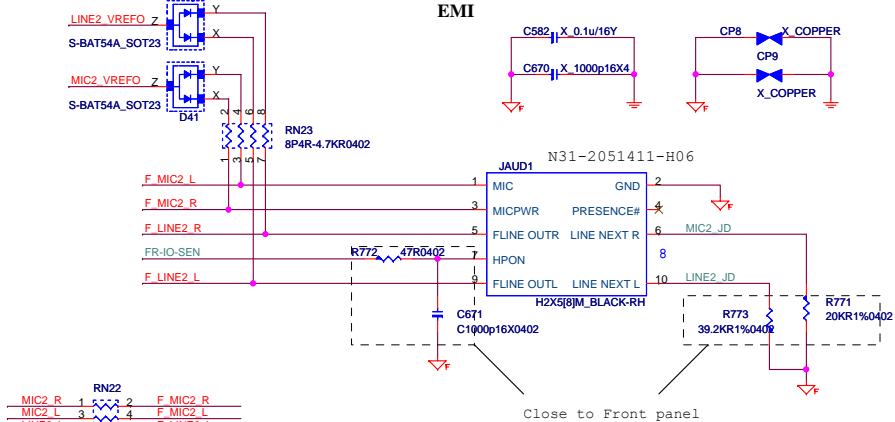 EMI
LINE2_VREFO Z Y X
S-BAT54A_SOT23
MIC2_VREFO Z Y X
S-BAT54A_SOT23
D41
C582 X_0.1u/16Y
C670 X_1000p16X4
F
CP8 X_COPPER
CP9
X_COPPER
F
2 4 6 8
RN23
8P4R-4.7KR0402
1 3 5 7
N31-2051411-H06
JAUD1
F_MIC2_L 1 MIC GND 2
F_MIC2_R 3 MICPWR PRESENCE# 4
F
F_LINE2_R 5 FLINE OUTR LINE NEXT R 6 MIC2_JD
FR-IO-SEN R772 47R0402 7 HPON 8
F_LINE2_L 9 FLINE OUTL LINE NEXT L 10 LINE2_JD
H2X5[8]M_BLACK-RH
C671
C1000p16X0402
F
R773
39.2KR1%0402
R771
20KR1%0402
F
Close to Front panel
RN22
MIC2_R 1 2 F_MIC2_R
MIC2_L 3 4 F_MIC2_L